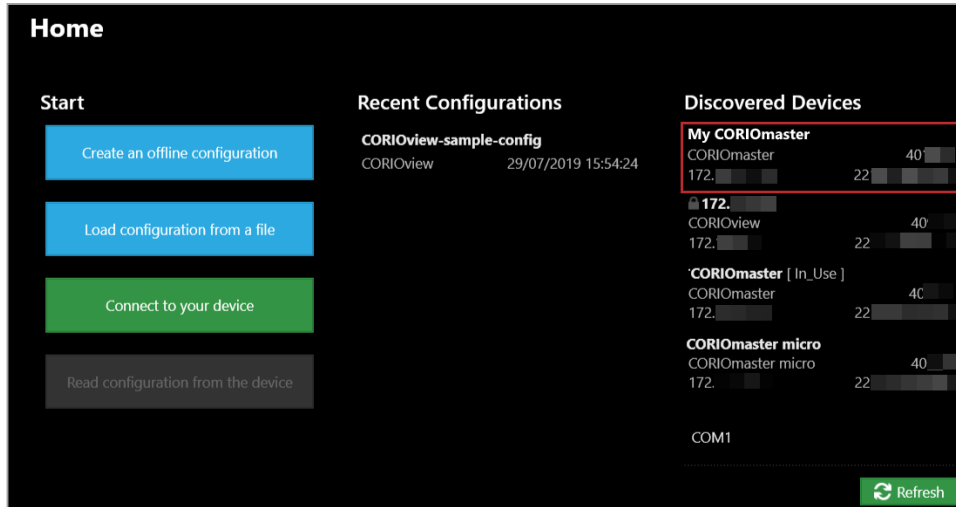 Home
Start
Create an offline configuration
Load configuration from a file
Connect to your device
Read configuration from the device
Recent Configurations
CORIOview-sample-config
CORIOview 29/07/2019 15:54:24
Discovered Devices
My CORIOmaster
CORIOmaster
172. 22
172.
CORIOview 40
172. 22
CORIOmaster [ In_Use ]
CORIOmaster 40
172. 22
CORIOmaster micro
CORIOmaster micro 40
172. 22
COM1
Refresh